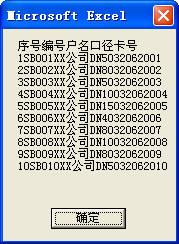 Microsoft Excel
序号编号户名口径卡号
1SB001XX公司DN5032062001
2SB002XX公司DN8032062002
3SB003XX公司DN5032062003
4SB004XX公司DN10032062004
5SB005XX公司DN15032062005
6SB006XX公司DN4032062006
7SB007XX公司DN8032062007
8SB008XX公司DN10032062008
9SB009XX公司DN8032062009
10SB010XX公司DN5032062010
确定